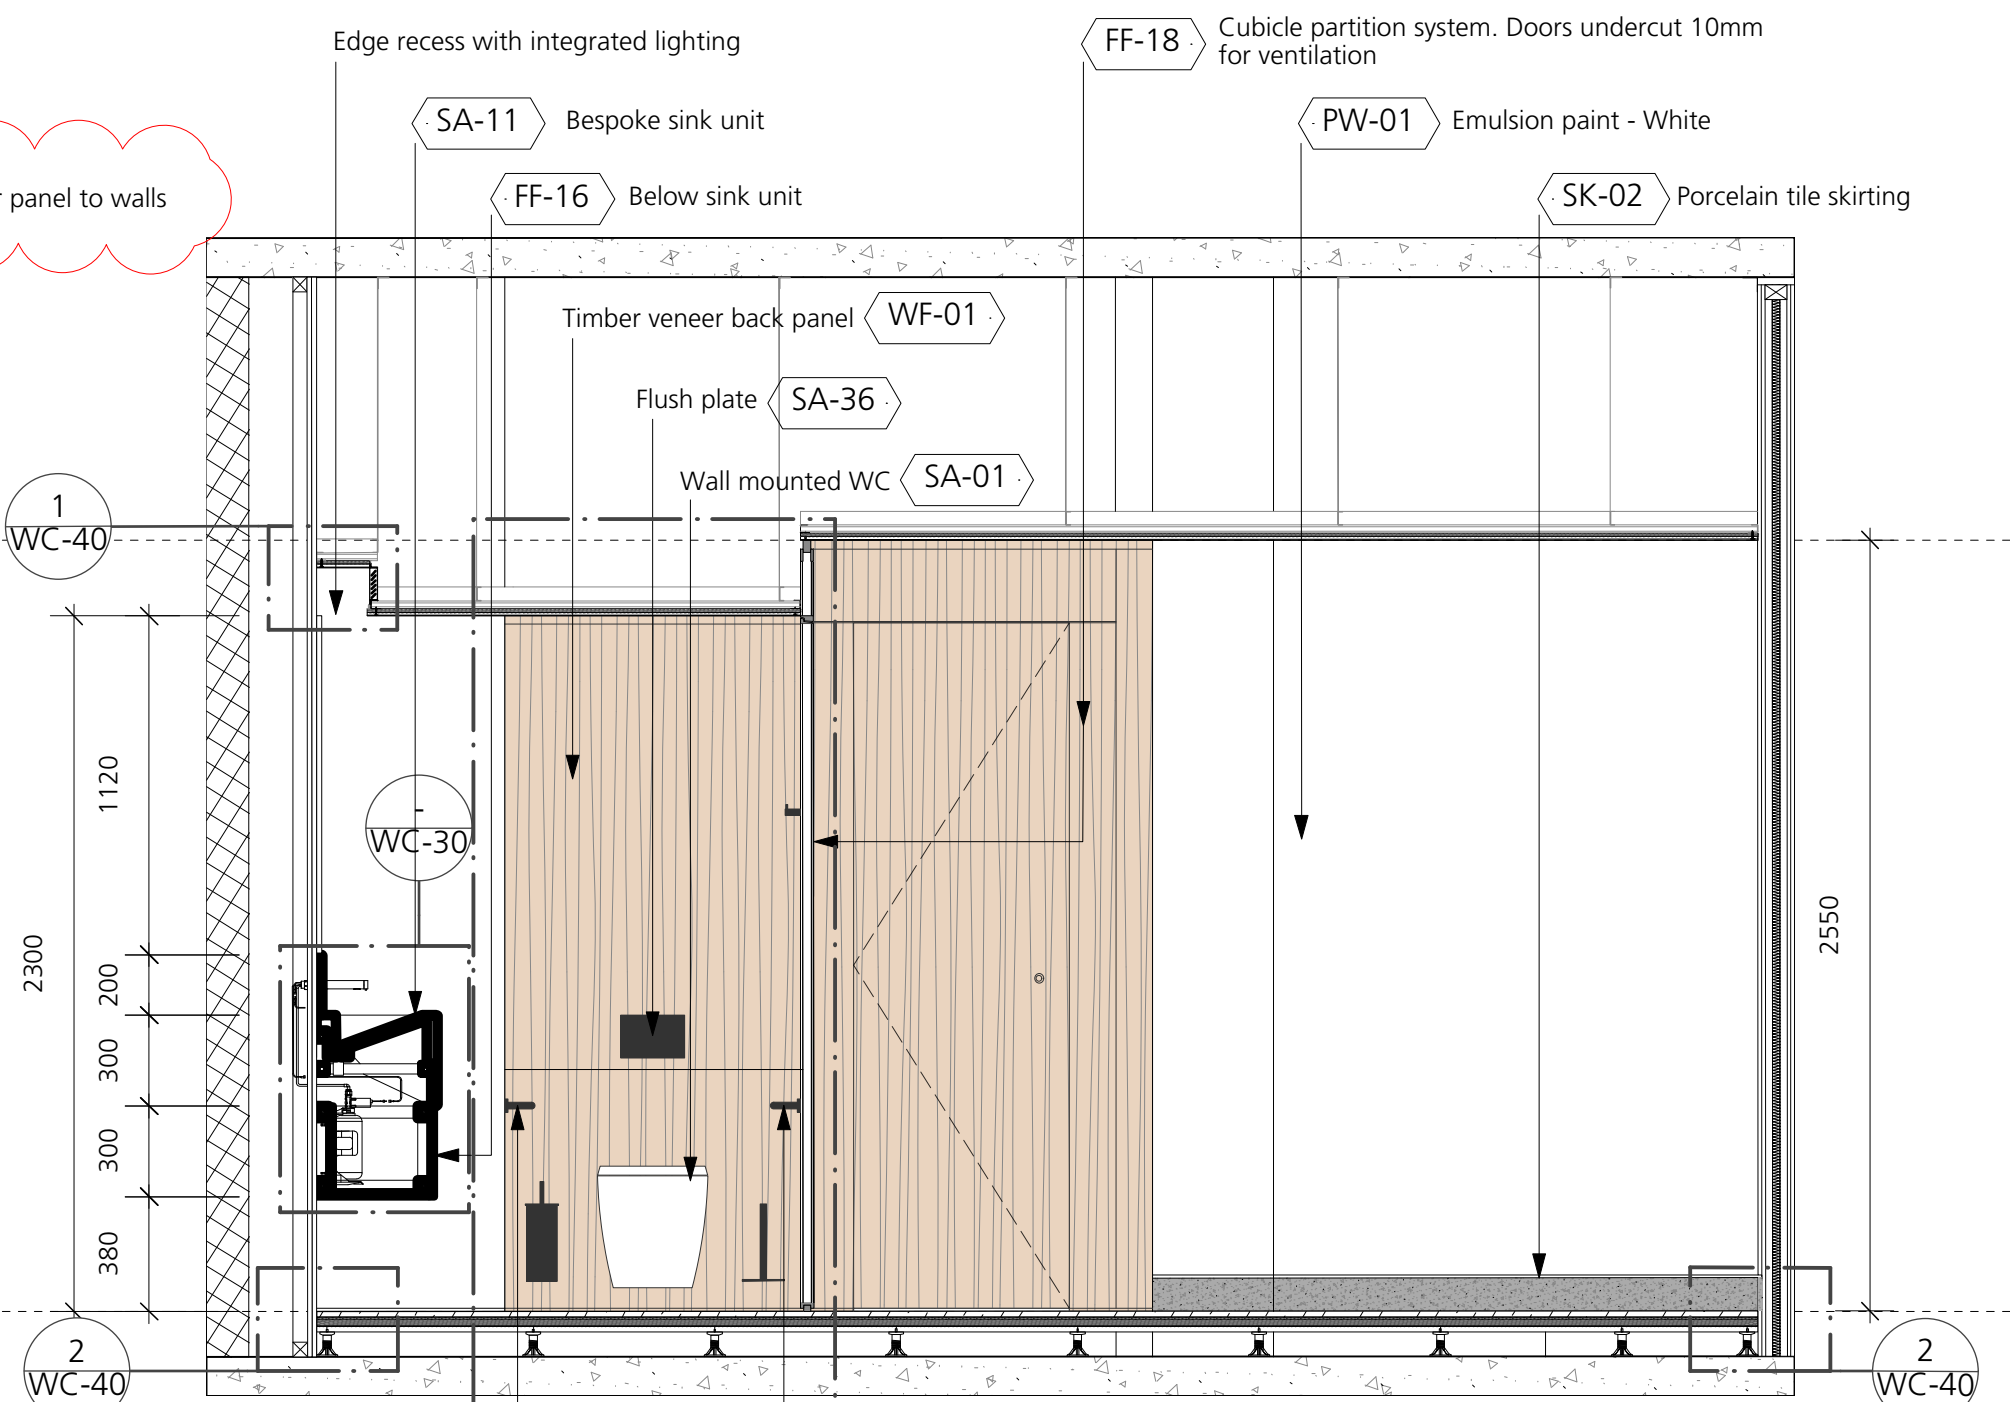 Edge recess with integrated lighting
FF-18 Cubicle partition system. Doors undercut 10mm
for ventilation
SA-11 Bespoke sink unit
PW-01 Emulsion paint - White
panel to walls
FF-16 Below sink unit
SK-02 Porcelain tile skirting
Timber veneer back panel WF-01
Flush plate SA-36
Wall mounted WC SA-01
1
WC-40
1120
-
WC-30
2300
200
300
300
380
2550
2
WC-40
2
WC-40